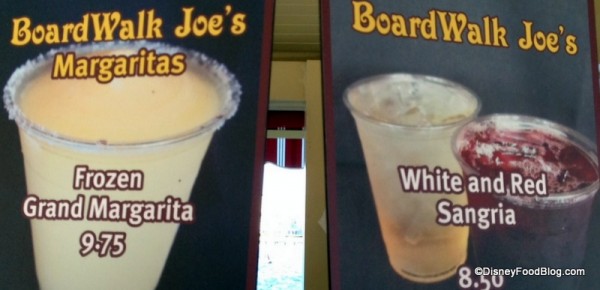 BoardWalk Joe's
Margaritas
Frozen
Grand Margarita
9.75
BoardWalk Joe's
White and Red
Sangria
8.50
©DisneyFoodBlog.com